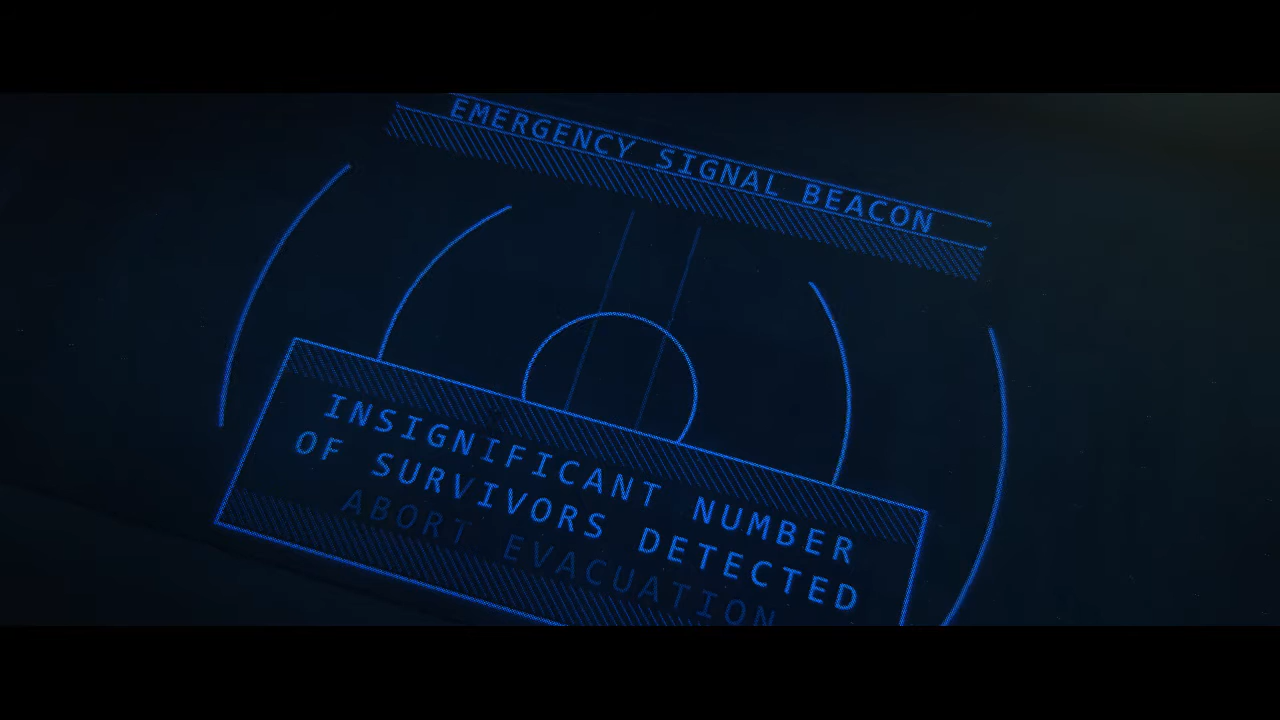 EMERGENCY SIGNAL BEACON
INSIGNIFICANT NUMBER
OF SURVIVORS DETECTED
ABORT EVACUATION